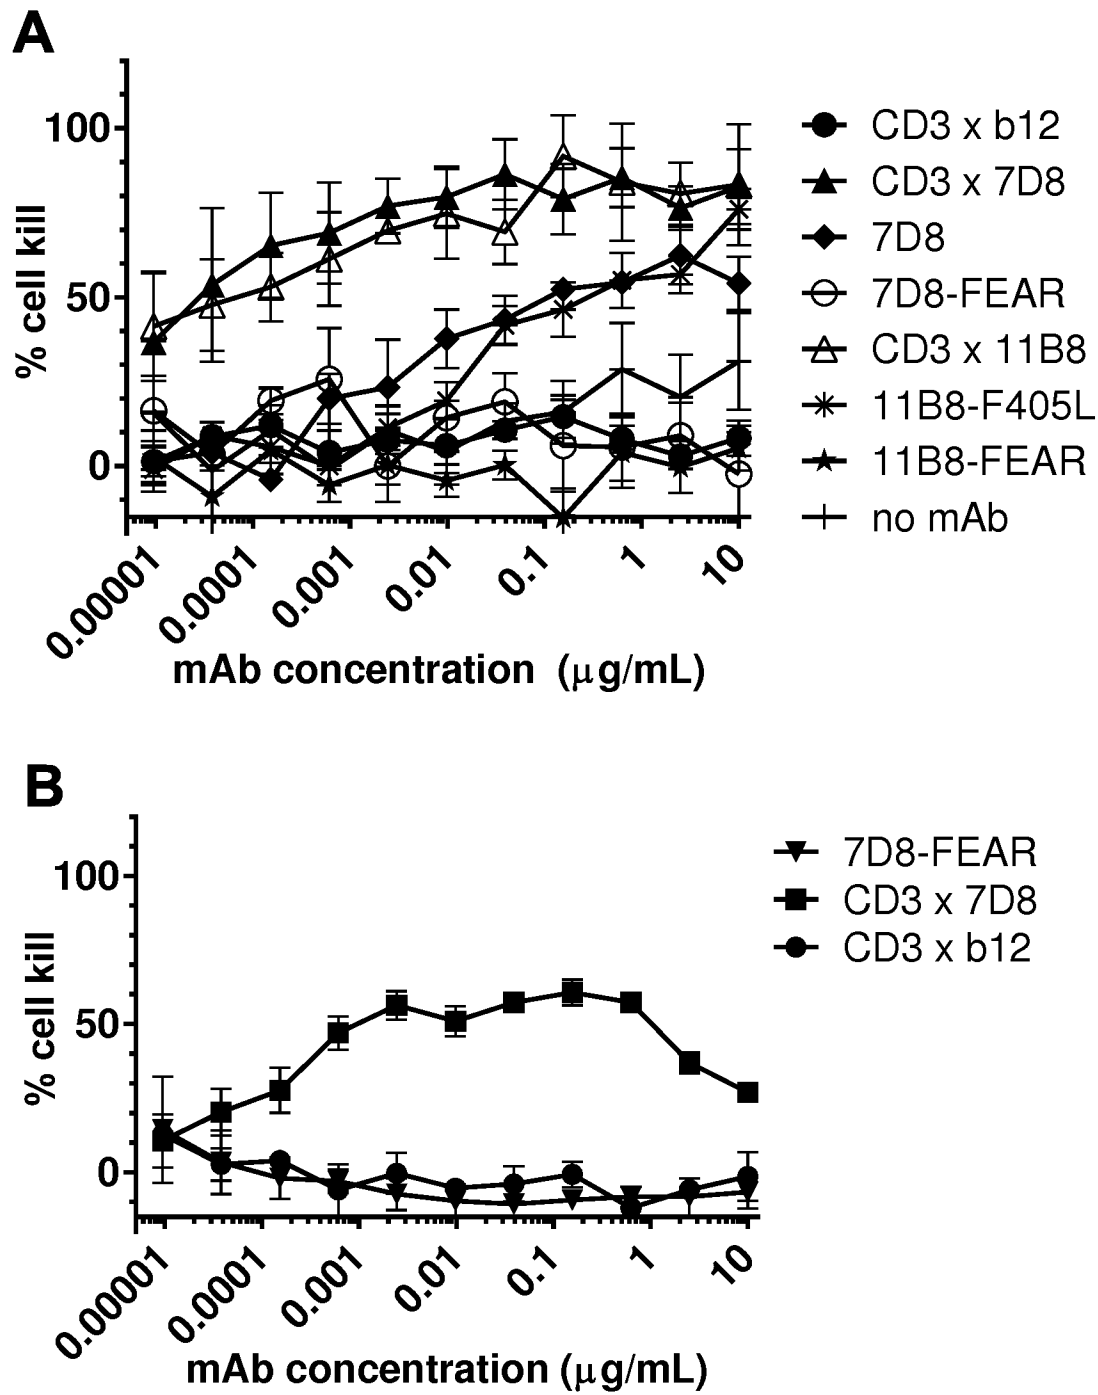 A
% cell kill
100
50
0
0.00001
0.0001
0.001
0.01
0.1
1
10
mAb concentration (μg/mL)
CD3 x b12
CD3 x 7D8
7D8
7D8-FEAR
CD3 x 11B8
11B8-F405L
11B8-FEAR
no mAb
B
% cell kill
100
50
0
0.00001
0.0001
0.001
0.01
0.1
1
10
mAb concentration (μg/mL)
7D8-FEAR
CD3 x 7D8
CD3 x b12